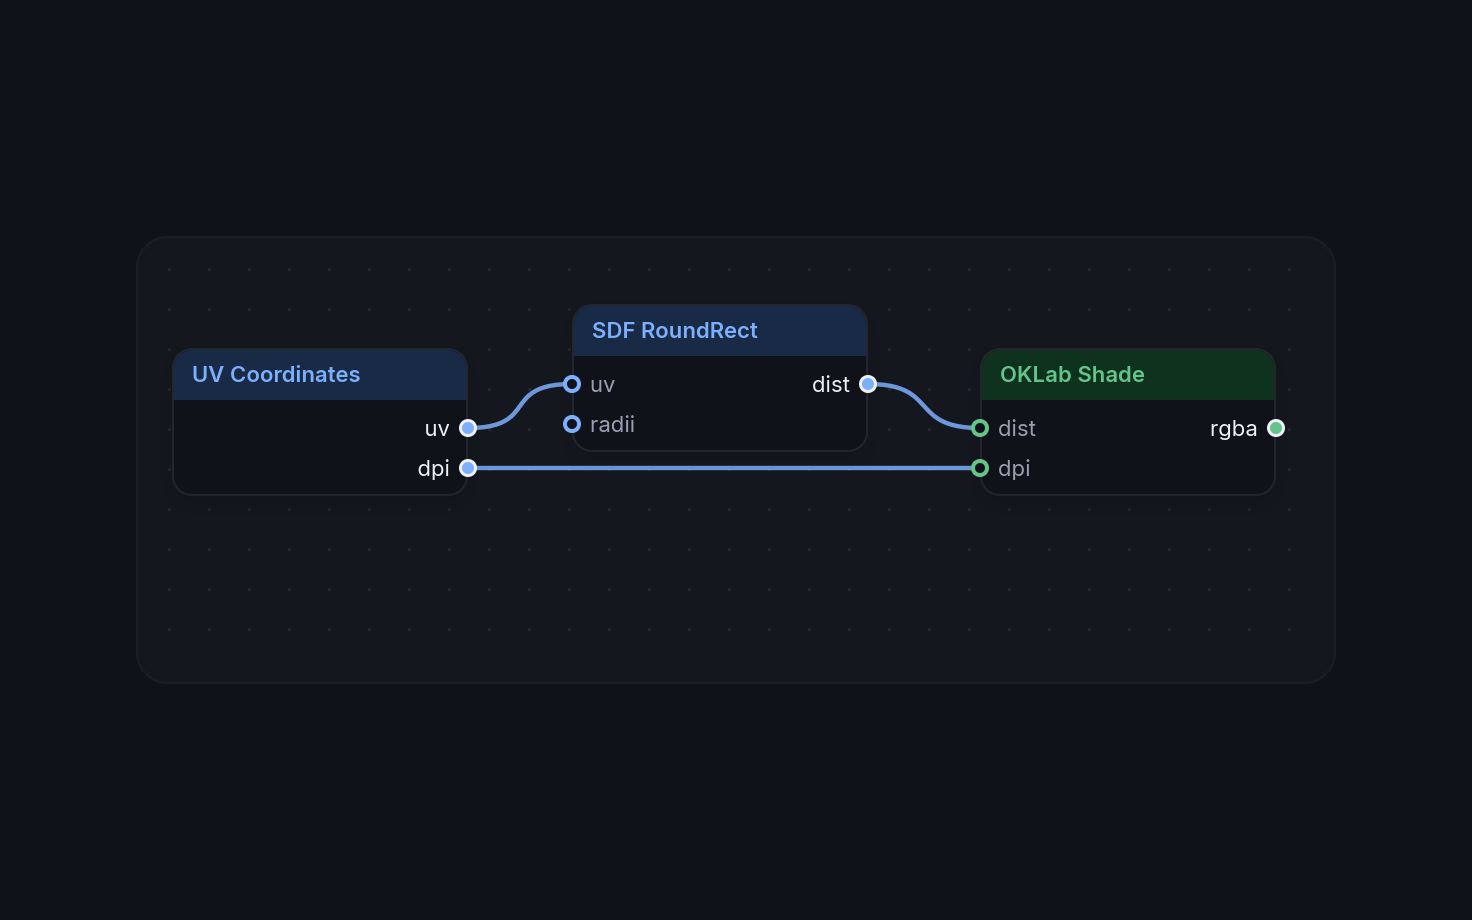 UV Coordinates
uv
dpi
SDF RoundRect
uv
dist
radii
OKLab Shade
dist
rgba
dpi